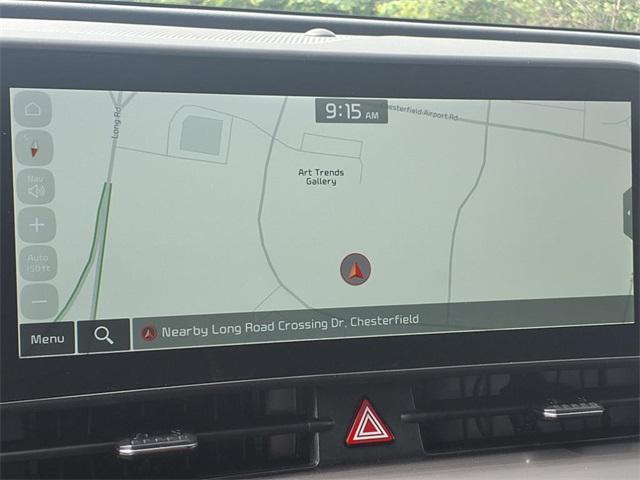 9:15 AM
Chesterfield Airport Rd
Long Rd
Art Trends
Gallery
Nav
+
Auto
150 ft
−
Menu
Nearby Long Road Crossing Dr, Chesterfield